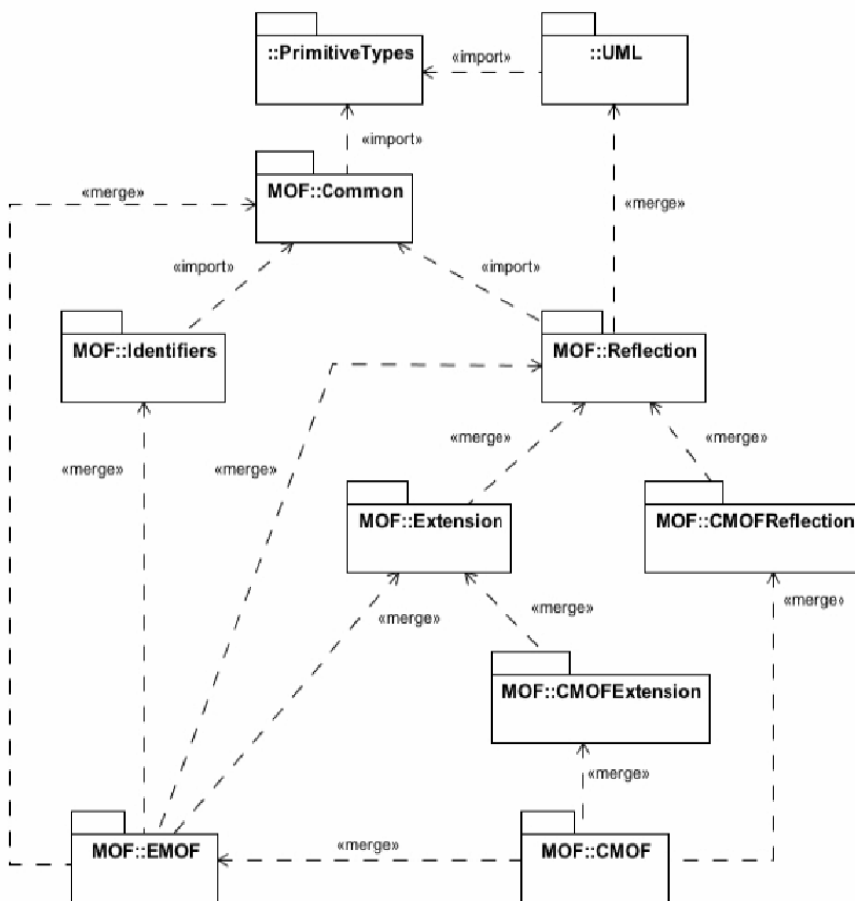 ::PrimitiveTypes
«import»
::UML
«import»
«merge»
MOF::Common
«merge»
«import»
«import»
MOF::Identifiers
MOF::Reflection
«merge»
«merge»
«merge»
«merge»
MOF::Extension
MOF::CMOFReflection
«merge»
«merge»
«merge»
MOF::CMOFExtension
«merge»
«merge»
MOF::EMOF
MOF::CMOF